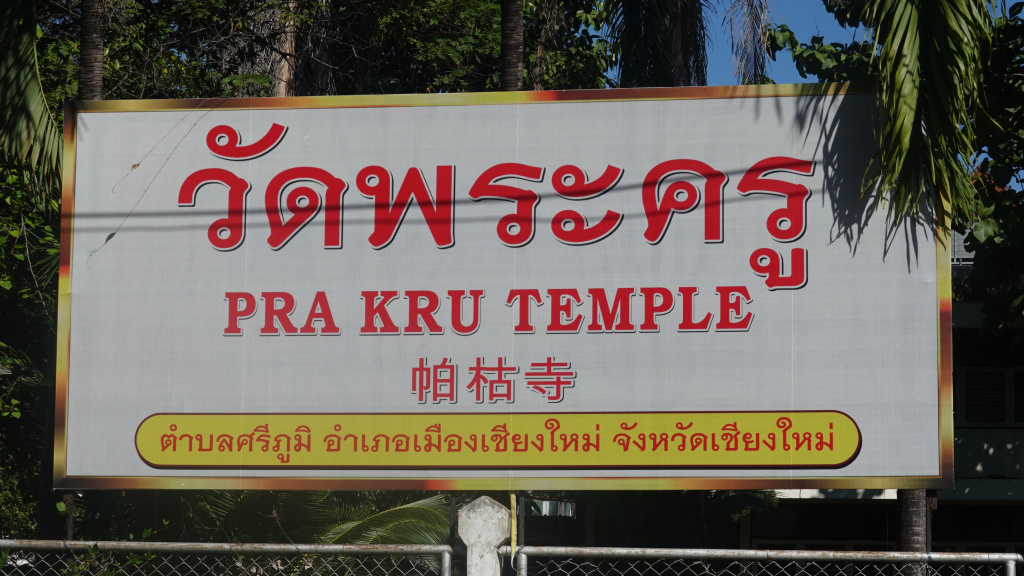 วัดพระครู
PRA KRU TEMPLE
帕枯寺
ตำบลศรีภูมิ อำเภอเมืองเชียงใหม่ จังหวัดเชียงใหม่